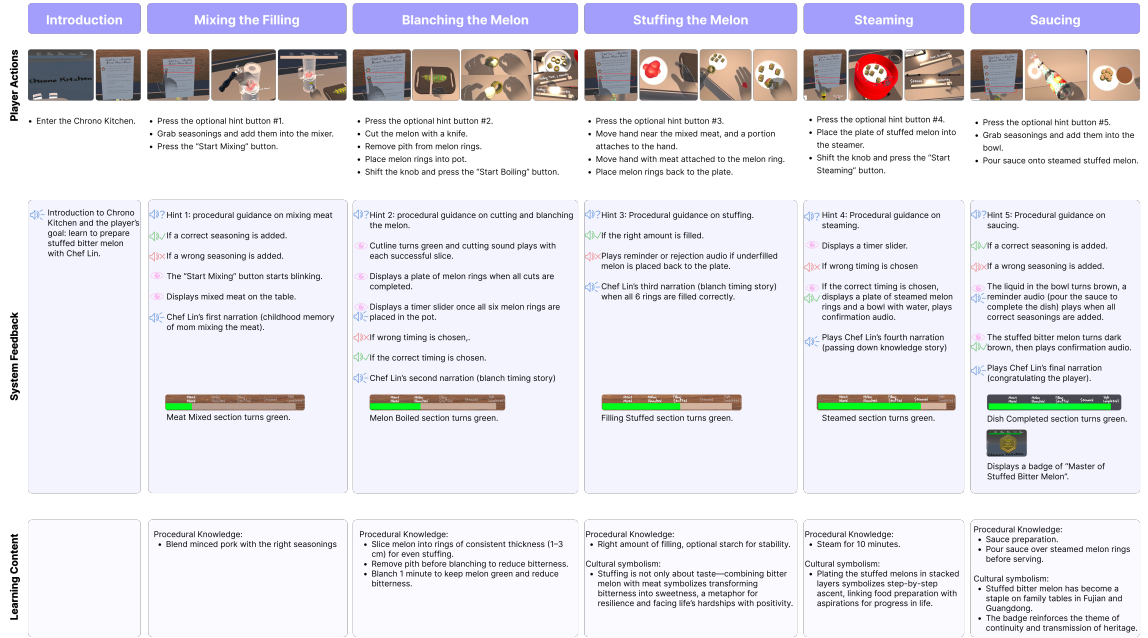 Introduction
Mixing the Filling
Blanching the Melon
Stuffing the Melon
Steaming
Saucing
Player Actions
Chrono Kitchen
• Enter the Chrono Kitchen.
• Press the optional hint button #1.
• Grab seasonings and add them into the mixer.
• Press the “Start Mixing” button.
• Press the optional hint button #2.
• Cut the melon with a knife.
• Remove pith from melon rings.
• Place melon rings into pot.
• Shift the knob and press the “Start Boiling” button.
• Press the optional hint button #3.
• Move hand near the mixed meat, and a portion
attaches to the hand.
• Move hand with meat attached to the melon ring.
• Place melon rings back to the plate.
• Press the optional hint button #4.
• Place the plate of stuffed melon into
the steamer.
• Shift the knob and press the “Start
Steaming” button.
• Press the optional hint button #5.
• Grab seasonings and add them into the
bowl.
• Pour sauce onto steamed stuffed melon.
System Feedback
Introduction to Chrono
Kitchen and the player’s
goal: learn to prepare
stuffed bitter melon
with Chef Lin.
Hint 1: procedural guidance on mixing meat
If a correct seasoning is added.
If a wrong seasoning is added.
The “Start Mixing” button starts blinking.
Displays mixed meat on the table.
Chef Lin’s first narration (childhood memory
of mom mixing the meat).
Meat Mixed section turns green.
Hint 2: procedural guidance on cutting and blanching
the melon.
Cutline turns green and cutting sound plays with
each successful slice.
Displays a plate of melon rings when all cuts are
completed.
Displays a timer slider once all six melon rings are
placed in the pot.
If wrong timing is chosen,.
If the correct timing is chosen.
Chef Lin’s second narration (blanch timing story)
Melon Boiled section turns green.
Hint 3: Procedural guidance on stuffing.
If the right amount is filled.
Plays reminder or rejection audio if underfilled
melon is placed back to the plate.
Chef Lin’s third narration (blanch timing story)
when all 6 rings are filled correctly.
Filling Stuffed section turns green.
Hint 4: Procedural guidance on
steaming.
Displays a timer slider.
If wrong timing is chosen
If the correct timing is chosen,
displays a plate of steamed melon
rings and a bowl with water, plays
confirmation audio.
Plays Chef Lin’s fourth narration
(passing down knowledge story)
Steamed section turns green.
Hint 5: Procedural guidance on
saucing.
If a correct seasoning is added.
If a wrong seasoning is added.
The liquid in the bowl turns brown, a
reminder audio (pour the sauce to
complete the dish) plays when all
correct seasonings are added.
The stuffed bitter melon turns dark
brown, then plays confirmation audio.
Plays Chef Lin’s final narration
(congratulating the player).
Dish Completed section turns green.
Displays a badge of “Master of
Stuffed Bitter Melon”.
Learning Content
Procedural Knowledge:
• Blend minced pork with the right seasonings
Procedural Knowledge:
• Slice melon into rings of consistent thickness (1–3
cm) for even stuffing.
• Remove pith before blanching to reduce bitterness.
• Blanch 1 minute to keep melon green and reduce
bitterness.
Procedural Knowledge:
• Right amount of filling, optional starch for stability.
Cultural symbolism:
• Stuffing is not only about taste—combining bitter
melon with meat symbolizes transforming
bitterness into sweetness, a metaphor for
resilience and facing life’s hardships with positivity.
Procedural Knowledge:
• Steam for 10 minutes.
Cultural symbolism:
• Plating the stuffed melons in stacked
layers symbolizes step-by-step
ascent, linking food preparation with
aspirations for progress in life.
Procedural Knowledge:
• Sauce preparation.
• Pour sauce over steamed melon rings
before serving.
Cultural symbolism:
• Stuffed bitter melon has become a
staple on family tables in Fujian and
Guangdong.
• The badge reinforces the theme of
continuity and transmission of heritage.